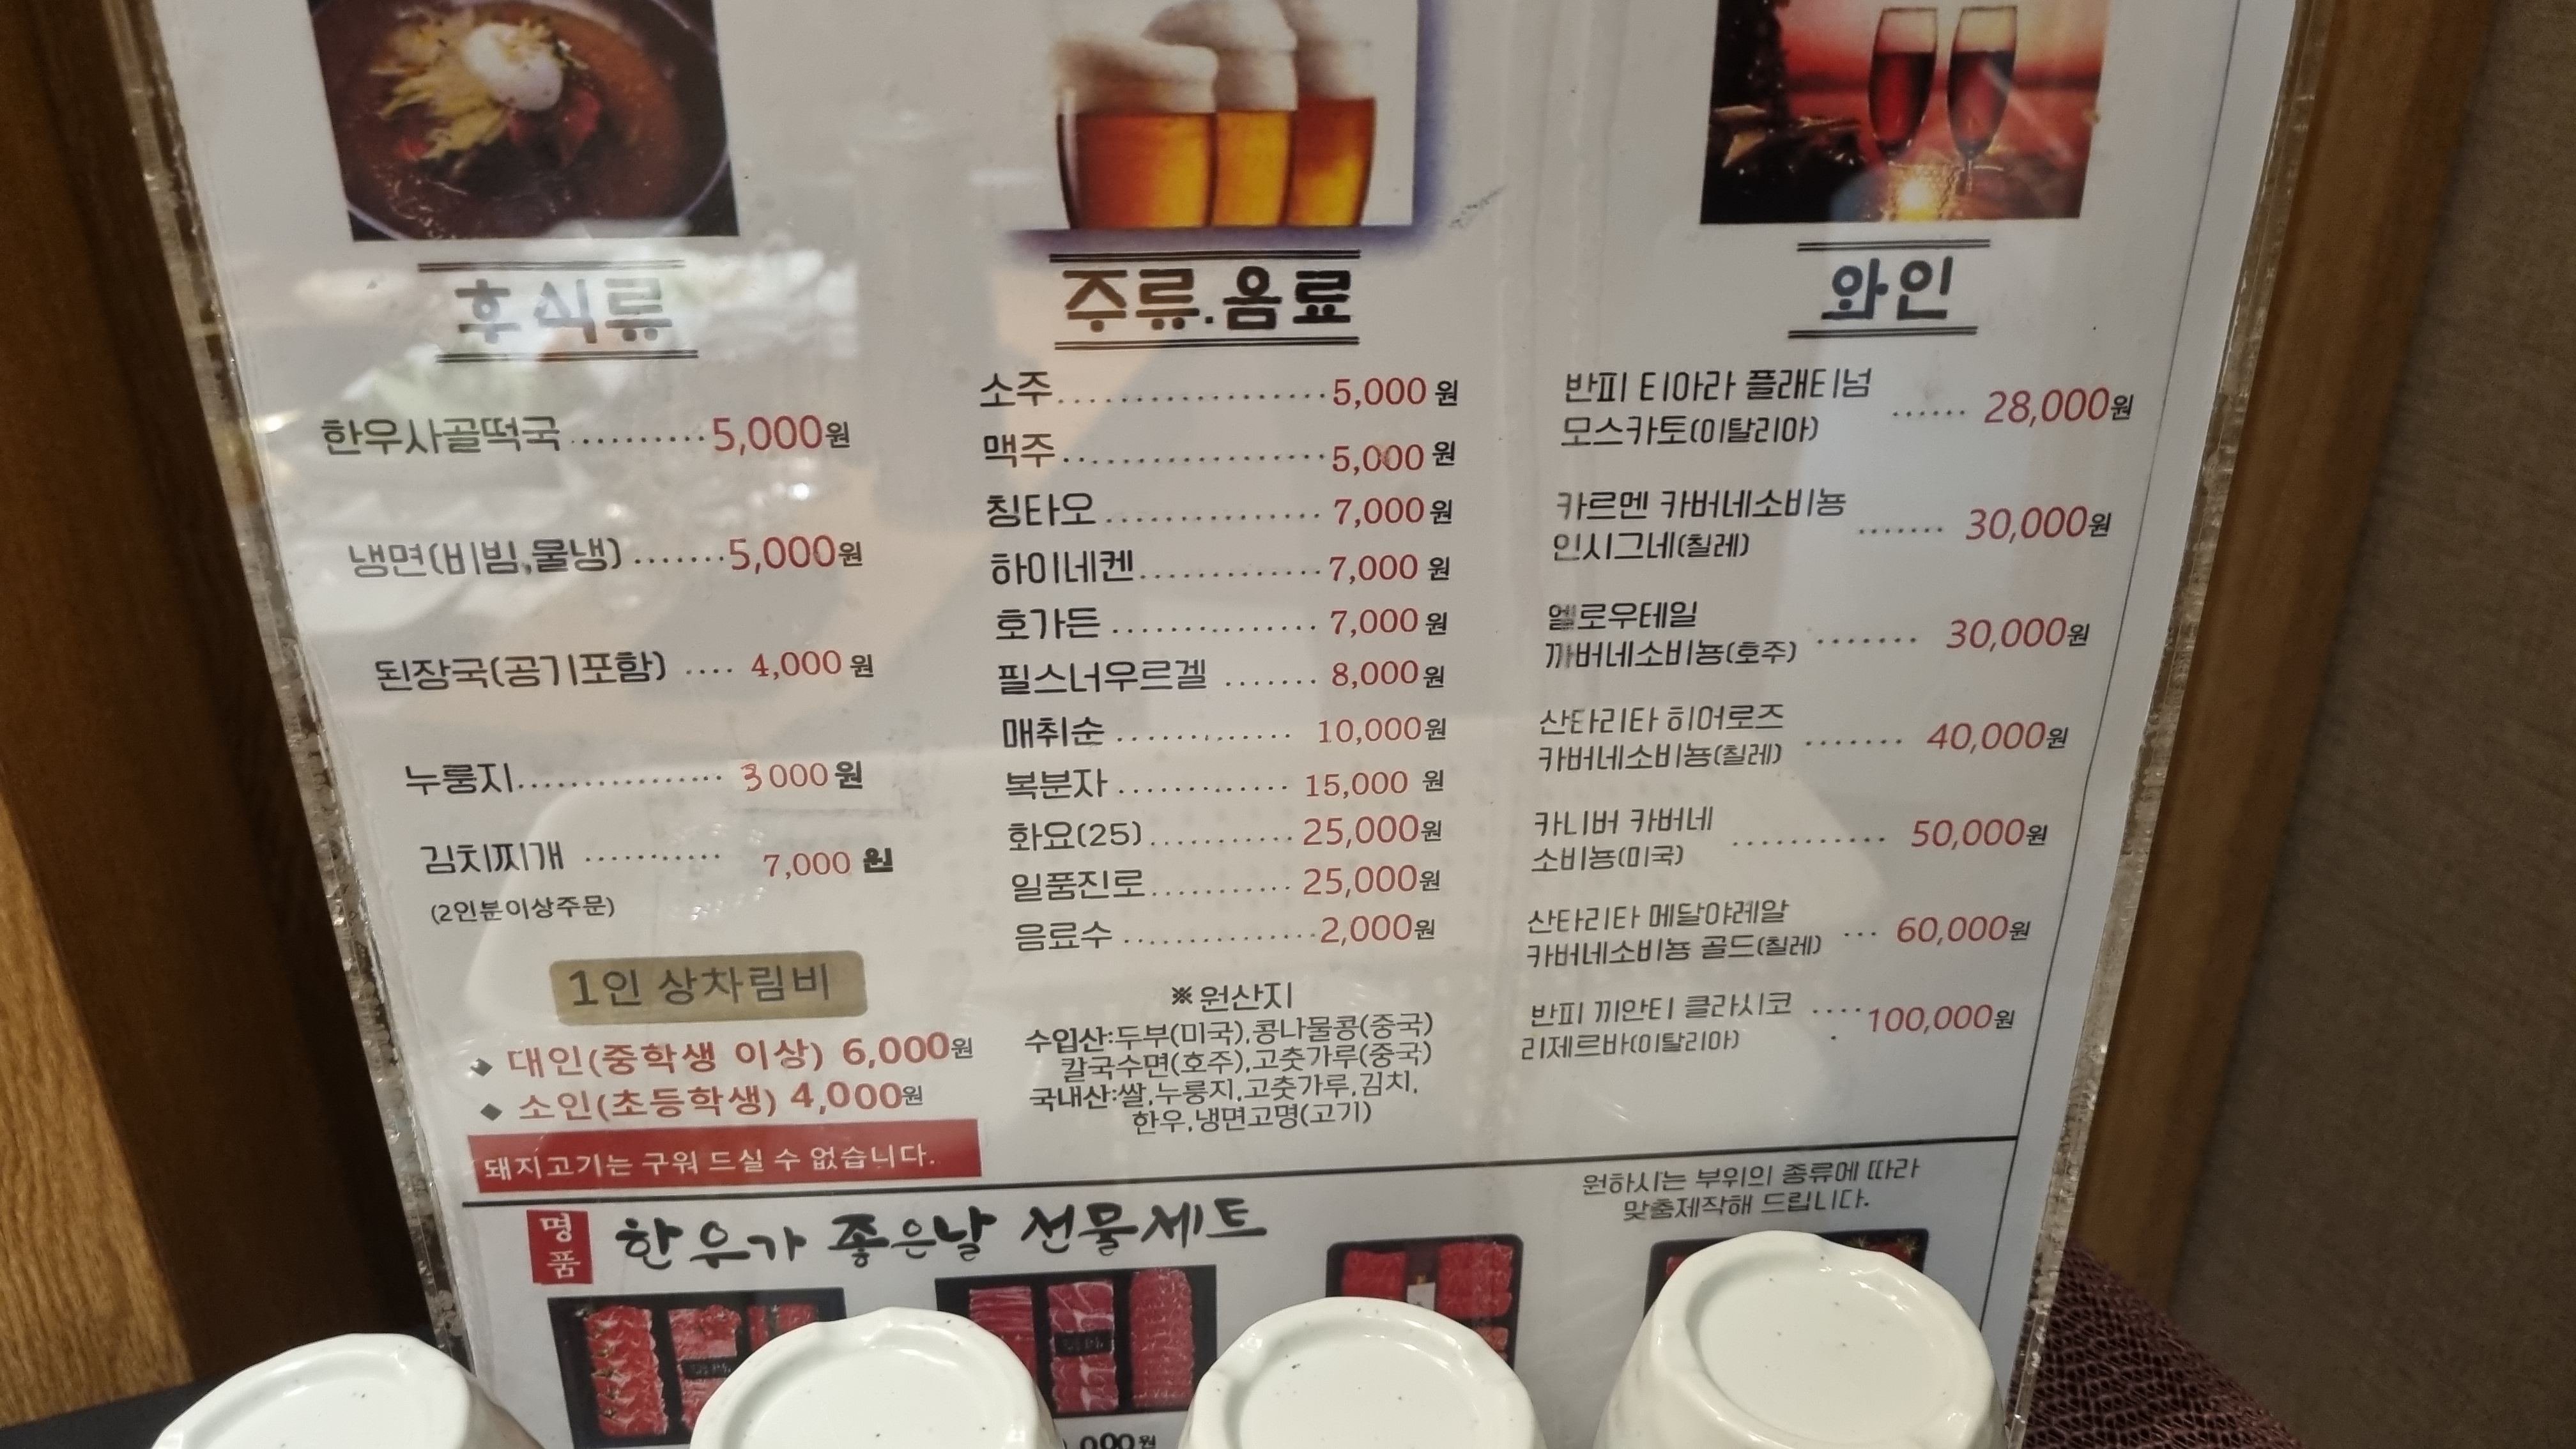 후식류
한우사골떡국 .......... 5,000원
냉면(비빔,물냉) ....... 5,000원
된장국(공기포함) .... 4,000원
누룽지................ 3000원
김치찌개 ........... 7,000 원
(2인분이상주문)
1인 상차림비
◆ 대인(중학생 이상) 6,000원
◆ 소인(초등학생) 4,000원
돼지고기는 구워 드실 수 없습니다.
주류.음료
소주.................. 5,000원
맥주.................. 5,000원
칭타오............... 7,000원
하이네켄............. 7,000 원
호가든 .............. 7,000 원
필스너우르겔 ....... 8,000원
매취순 ............. 10,000원
복분자 ............. 15,000 원
화요(25)........... 25,000원
일품진로........... 25,000원
음료수 .............. 2,000원
※원산지
수입산:두부(미국),콩나물콩(중국)
칼국수면(호주),고춧가루(중국)
국내산:쌀,누룽지,고춧가루,김치,
한우,냉면고명(고기)
와인
반피 티아라 플래티넘
모스카토(이탈리아) ...... 28,000원
카르멘 카버네소비뇽
인시그네(칠레) ....... 30,000원
옐로우테일
까버네소비뇽(호주) ....... 30,000원
산타리타 히어로즈
카버네소비뇽(칠레) ....... 40,000원
카니버 카버네
소비뇽(미국) ........... 50,000원
산타리타 메달야레알
카버네소비뇽 골드(칠레) ... 60,000원
반피 끼안티 클라시코
리제르바(이탈리아) ..... 100,000원
명품 한우가 좋은날 선물세트
원하시는 부위의 종류에 따라
맞춤제작해 드립니다.